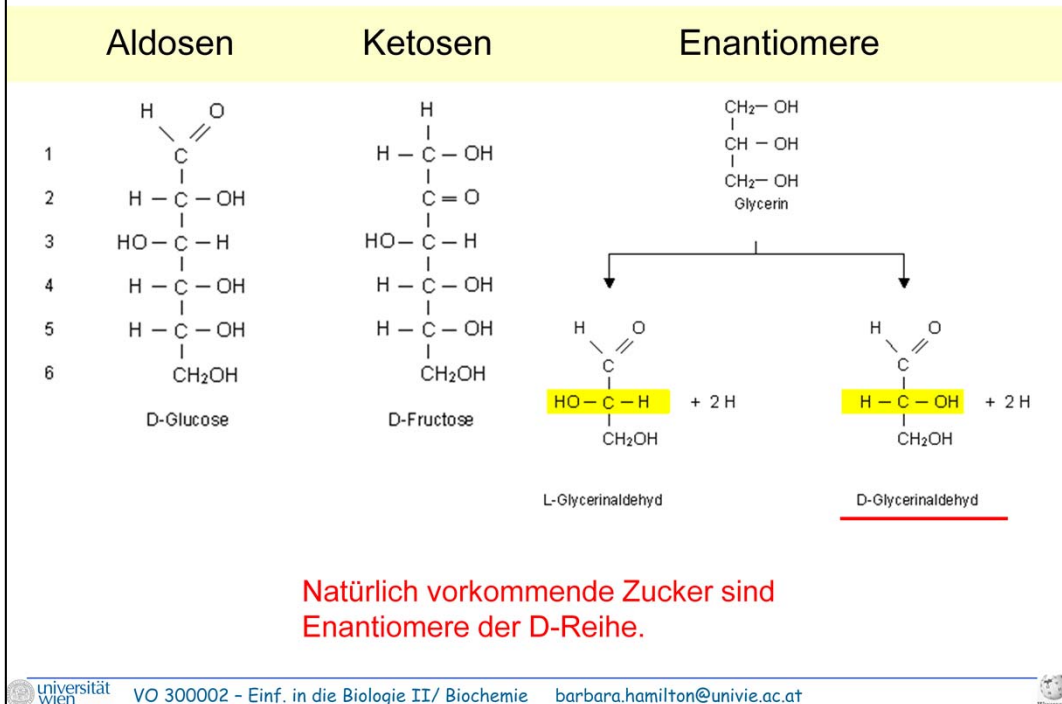 Aldosen Ketosen Enantiomere
H O
1 C
2 H – C – OH
3 HO – C – H
4 H – C – OH
5 H – C – OH
6 CH₂OH
D-Glucose
H
H – C – OH
C = O
HO – C – H
H – C – OH
H – C – OH
CH₂OH
D-Fructose
CH₂– OH
CH – OH
CH₂– OH
Glycerin
H O
C
HO – C – H + 2 H
CH₂OH
L-Glycerinaldehyd
H O
C
H – C – OH + 2 H
CH₂OH
D-Glycerinaldehyd
Natürlich vorkommende Zucker sind
Enantiomere der D-Reihe.
universität
wien
VO 300002 – Einf. in die Biologie II/ Biochemie barbara.hamilton@univie.ac.at